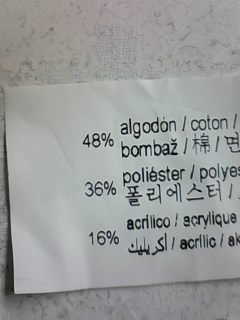 48% algodón / coton /
bombaž / 棉 / 면
36% poliéster / polyes
폴리에스터 /
16% acrílico / acrylique
أكريليك / acrilic / ak